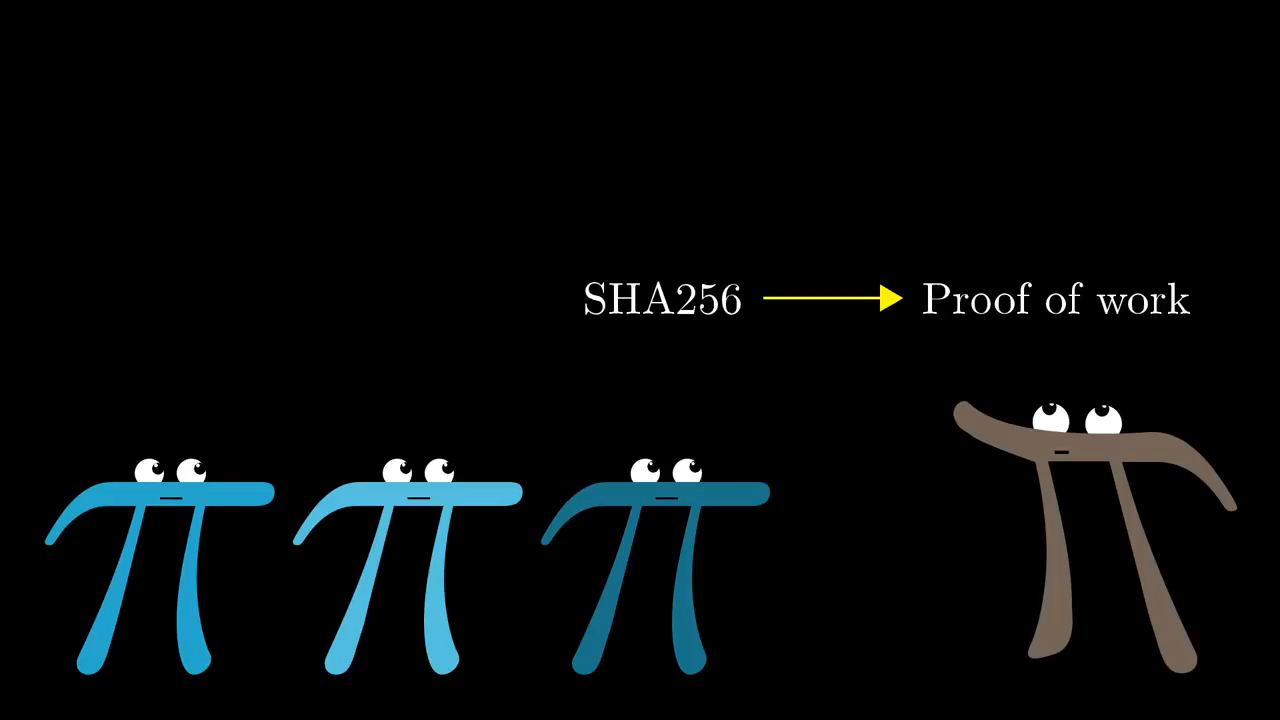 SHA256 → Proof of work